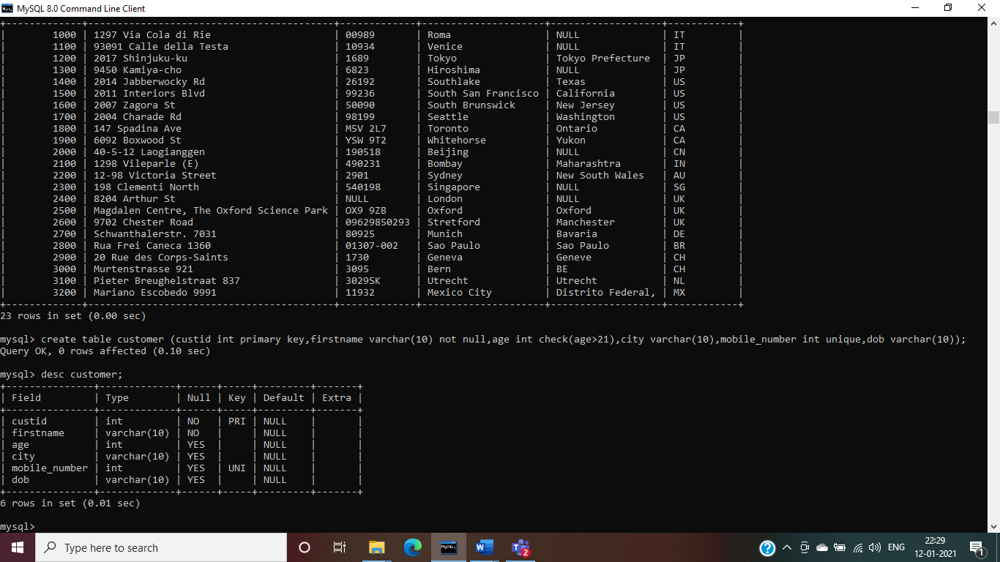 MySQL 8.0 Command Line Client
+--------------+------------------------------------------+-------------+---------------------+-------------------+------------+
| 1000 | 1297 Via Cola di Rie | 00989 | Roma | NULL | IT |
| 1100 | 93091 Calle della Testa | 10934 | Venice | NULL | IT |
| 1200 | 2017 Shinjuku-ku | 1689 | Tokyo | Tokyo Prefecture | JP |
| 1300 | 9450 Kamiya-cho | 6823 | Hiroshima | NULL | JP |
| 1400 | 2014 Jabberwocky Rd | 26192 | Southlake | Texas | US |
| 1500 | 2011 Interiors Blvd | 99236 | South San Francisco | California | US |
| 1600 | 2007 Zagora St | 50090 | South Brunswick | New Jersey | US |
| 1700 | 2004 Charade Rd | 98199 | Seattle | Washington | US |
| 1800 | 147 Spadina Ave | M5V 2L7 | Toronto | Ontario | CA |
| 1900 | 6092 Boxwood St | YSW 9T2 | Whitehorse | Yukon | CA |
| 2000 | 40-5-12 Laogianggen | 190518 | Beijing | NULL | CN |
| 2100 | 1298 Vileparle (E) | 490231 | Bombay | Maharashtra | IN |
| 2200 | 12-98 Victoria Street | 2901 | Sydney | New South Wales | AU |
| 2300 | 198 Clementi North | 540198 | Singapore | NULL | SG |
| 2400 | 8204 Arthur St | NULL | London | NULL | UK |
| 2500 | Magdalen Centre, The Oxford Science Park | OX9 9ZB | Oxford | Oxford | UK |
| 2600 | 9702 Chester Road | 09629850293 | Stretford | Manchester | UK |
| 2700 | Schwanthalerstr. 7031 | 80925 | Munich | Bavaria | DE |
| 2800 | Rua Frei Caneca 1360 | 01307-002 | Sao Paulo | Sao Paulo | BR |
| 2900 | 20 Rue des Corps-Saints | 1730 | Geneva | Geneve | CH |
| 3000 | Murtenstrasse 921 | 3095 | Bern | BE | CH |
| 3100 | Pieter Breughelstraat 837 | 3029SK | Utrecht | Utrecht | NL |
| 3200 | Mariano Escobedo 9991 | 11932 | Mexico City | Distrito Federal, | MX |
+--------------+------------------------------------------+-------------+---------------------+-------------------+------------+
23 rows in set (0.00 sec)
mysql> create table customer (custid int primary key,firstname varchar(10) not null,age int check(age>21),city varchar(10),mobile_number int unique,dob varchar(10));
Query OK, 0 rows affected (0.10 sec)
mysql> desc customer;
+---------------+-------------+------+-----+---------+-------+
| Field | Type | Null | Key | Default | Extra |
+---------------+-------------+------+-----+---------+-------+
| custid | int | NO | PRI | NULL | |
| firstname | varchar(10) | NO | | NULL | |
| age | int | YES | | NULL | |
| city | varchar(10) | YES | | NULL | |
| mobile_number | int | YES | UNI | NULL | |
| dob | varchar(10) | YES | | NULL | |
+---------------+-------------+------+-----+---------+-------+
6 rows in set (0.01 sec)
mysql>
Type here to search
ENG
22:29
12-01-2021